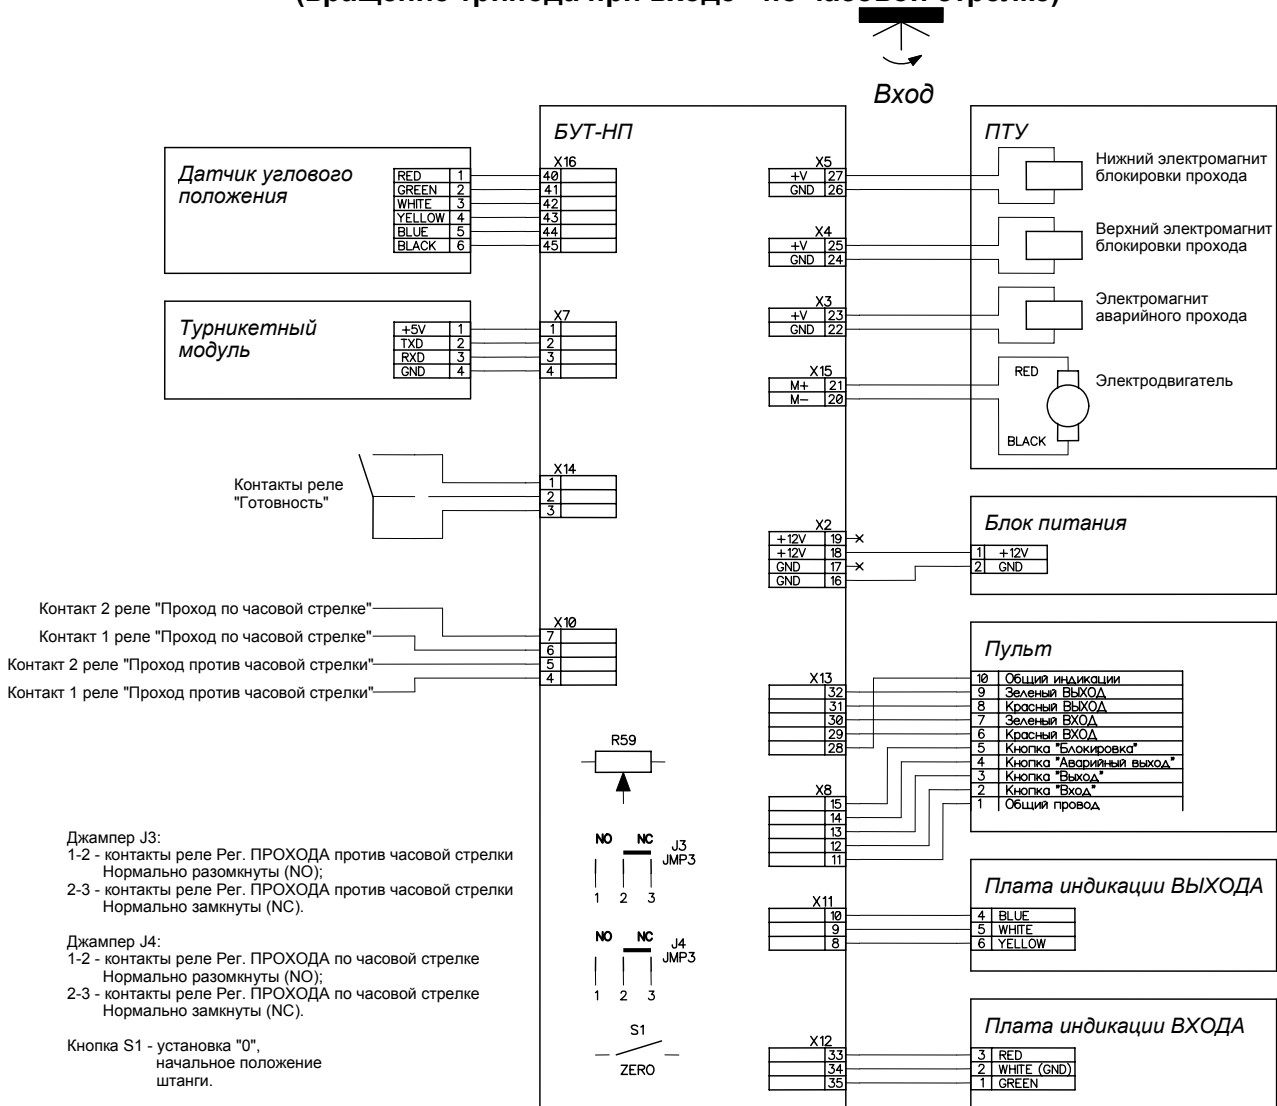 (вращение трипода при входе - по часовой стрелке)
Вход
БУТ-НП
Датчик углового
положения
RED 1
GREEN 2
WHITE 3
YELLOW 4
BLUE 5
BLACK 6
X16
40
41
42
43
44
45
Турникетный
модуль
+5V 1
TXD 2
RXD 3
GND 4
X7
1
2
3
4
Контакты реле
"Готовность"
X14
1
2
3
Контакт 2 реле "Проход по часовой стрелке"
Контакт 1 реле "Проход по часовой стрелке"
Контакт 2 реле "Проход против часовой стрелки"
Контакт 1 реле "Проход против часовой стрелки"
X10
7
6
5
4
R59
Джампер J3:
1-2 - контакты реле Рег. ПРОХОДА против часовой стрелки
Нормально разомкнуты (NO);
2-3 - контакты реле Рег. ПРОХОДА против часовой стрелки
Нормально замкнуты (NC).
NO NC J3
JMP3
1 2 3
Джампер J4:
1-2 - контакты реле Рег. ПРОХОДА по часовой стрелке
Нормально разомкнуты (NO);
2-3 - контакты реле Рег. ПРОХОДА по часовой стрелке
Нормально замкнуты (NC).
NO NC J4
JMP3
1 2 3
Кнопка S1 - установка "0",
начальное положение
штанги.
S1
ZERO
X5
+V 27
GND 26
X4
+V 25
GND 24
X3
+V 23
GND 22
X15
M+ 21
M– 20
ПТУ
Нижний электромагнит
блокировки прохода
Верхний электромагнит
блокировки прохода
Электромагнит
аварийного прохода
RED
Электродвигатель
BLACK
X2
+12V 19
+12V 18
GND 17
GND 16
Блок питания
1 +12V
2 GND
X13
32
31
30
29
28
X8
15
14
13
12
11
Пульт
10 Общий индикации
9 Зеленый ВЫХОД
8 Красный ВЫХОД
7 Зеленый ВХОД
6 Красный ВХОД
5 Кнопка "Блокировка"
4 Кнопка "Аварийный выход"
3 Кнопка "Выход"
2 Кнопка "Вход"
1 Общий провод
X11
10
9
8
Плата индикации ВЫХОДА
4 BLUE
5 WHITE
6 YELLOW
X12
33
34
35
Плата индикации ВХОДА
3 RED
2 WHITE (GND)
1 GREEN